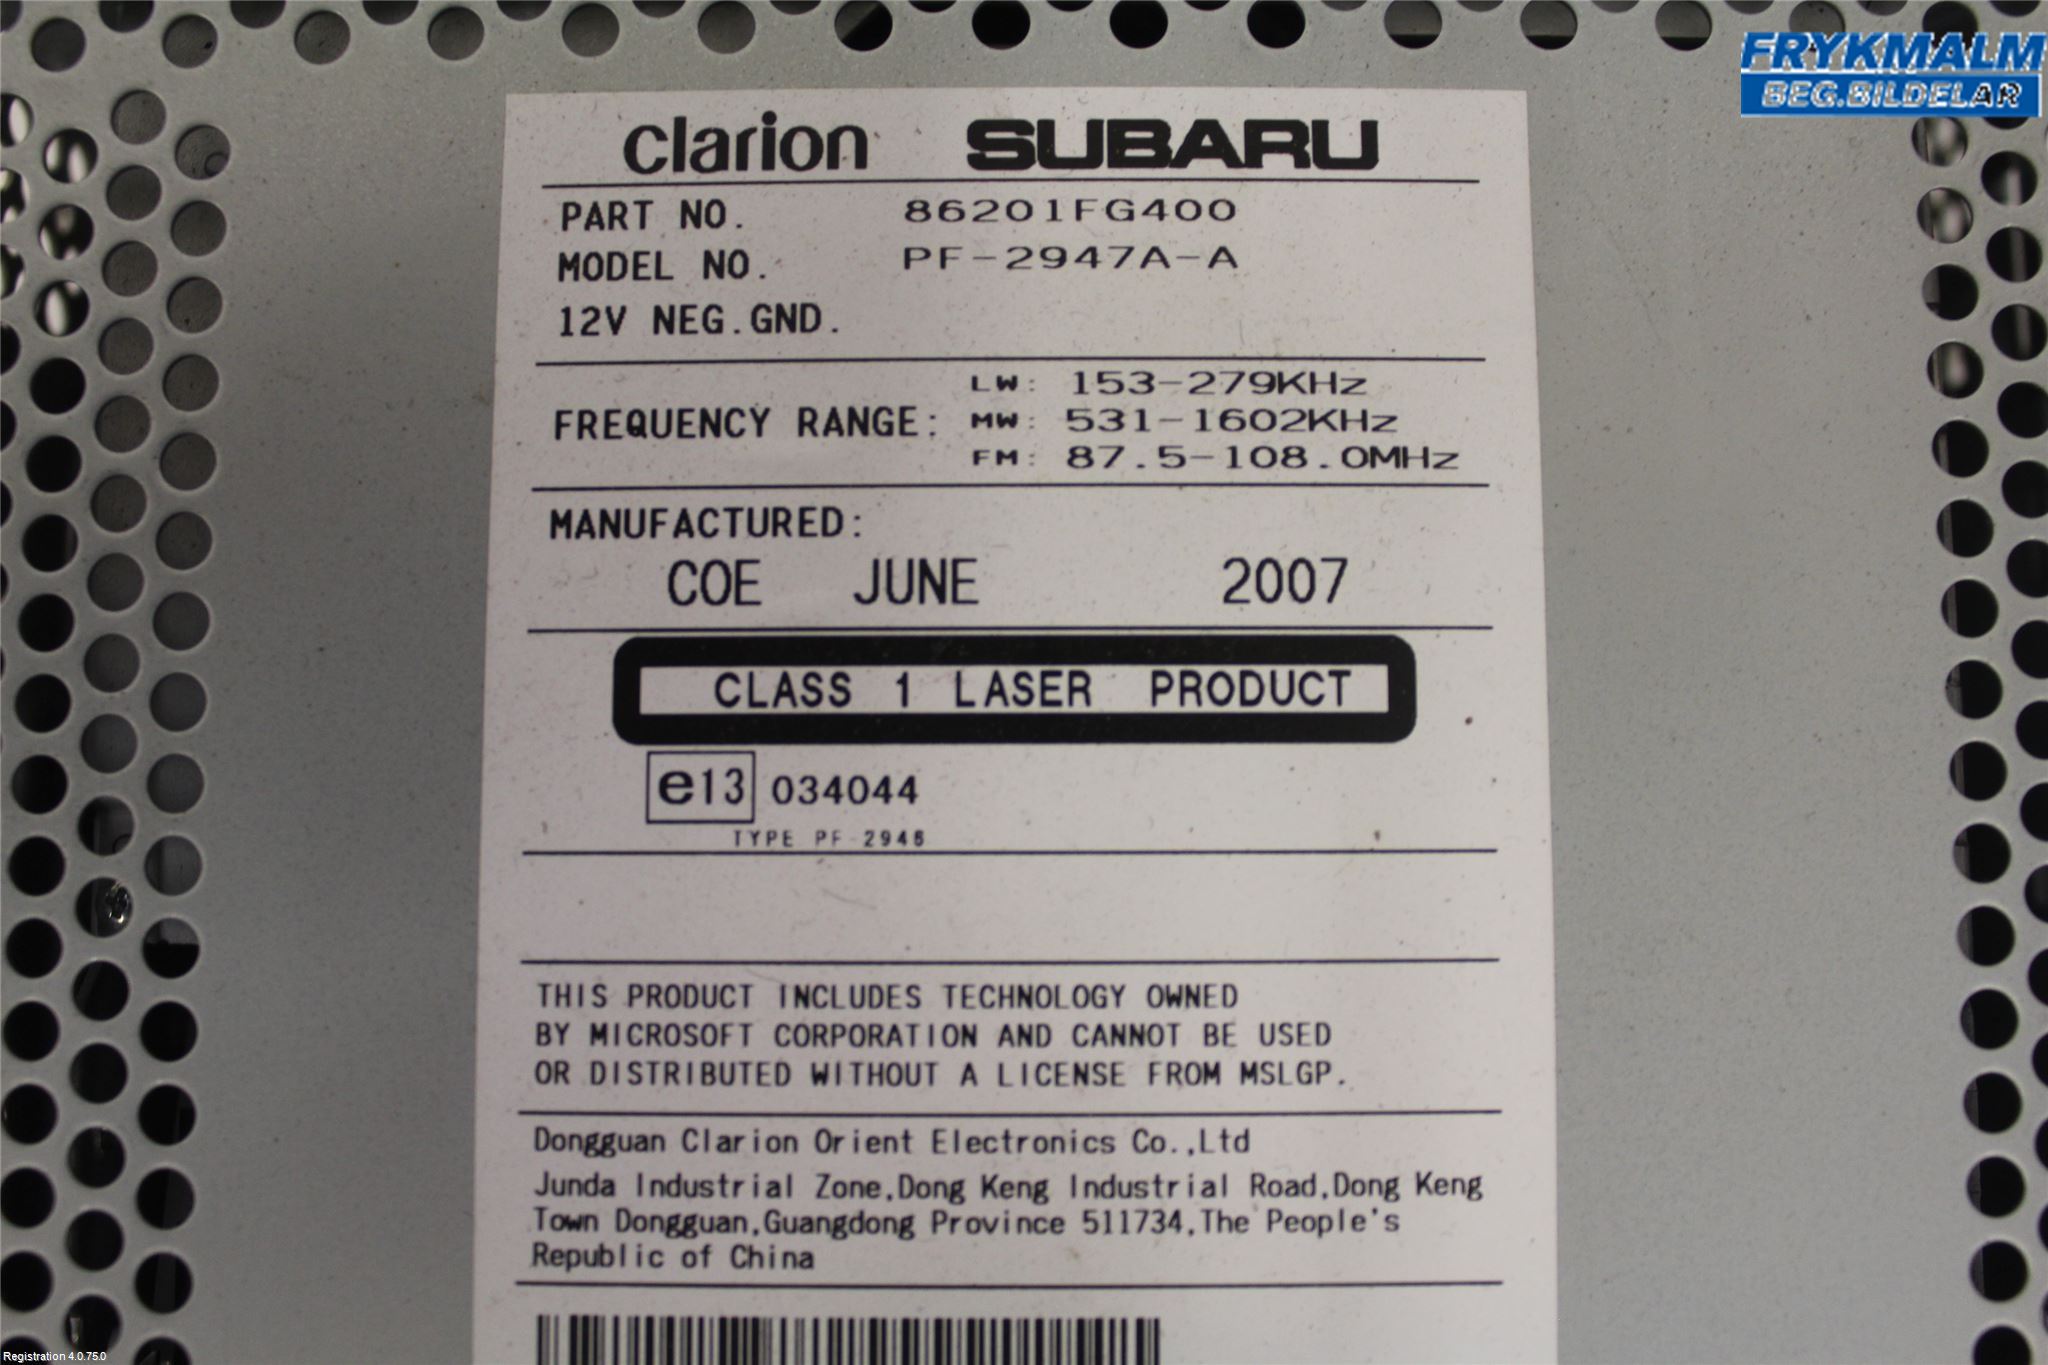 FRYKMALM
BEG.BILDELAR
clarion SUBARU
PART NO. 86201FG400
MODEL NO. PF-2947A-A
12V NEG.GND.
FREQUENCY RANGE:
LW: 153-279KHz
MW: 531-1602KHz
FM: 87.5-108.0MHz
MANUFACTURED:
COE JUNE 2007
CLASS 1 LASER PRODUCT
e13 034044
TYPE PF-2946
THIS PRODUCT INCLUDES TECHNOLOGY OWNED
BY MICROSOFT CORPORATION AND CANNOT BE USED
OR DISTRIBUTED WITHOUT A LICENSE FROM MSLGP.
Dongguan Clarion Orient Electronics Co.,Ltd
Junda Industrial Zone,Dong Keng Industrial Road,Dong Keng
Town Dongguan,Guangdong Province 511734,The People's
Republic of China
Registration 4.0.75.0